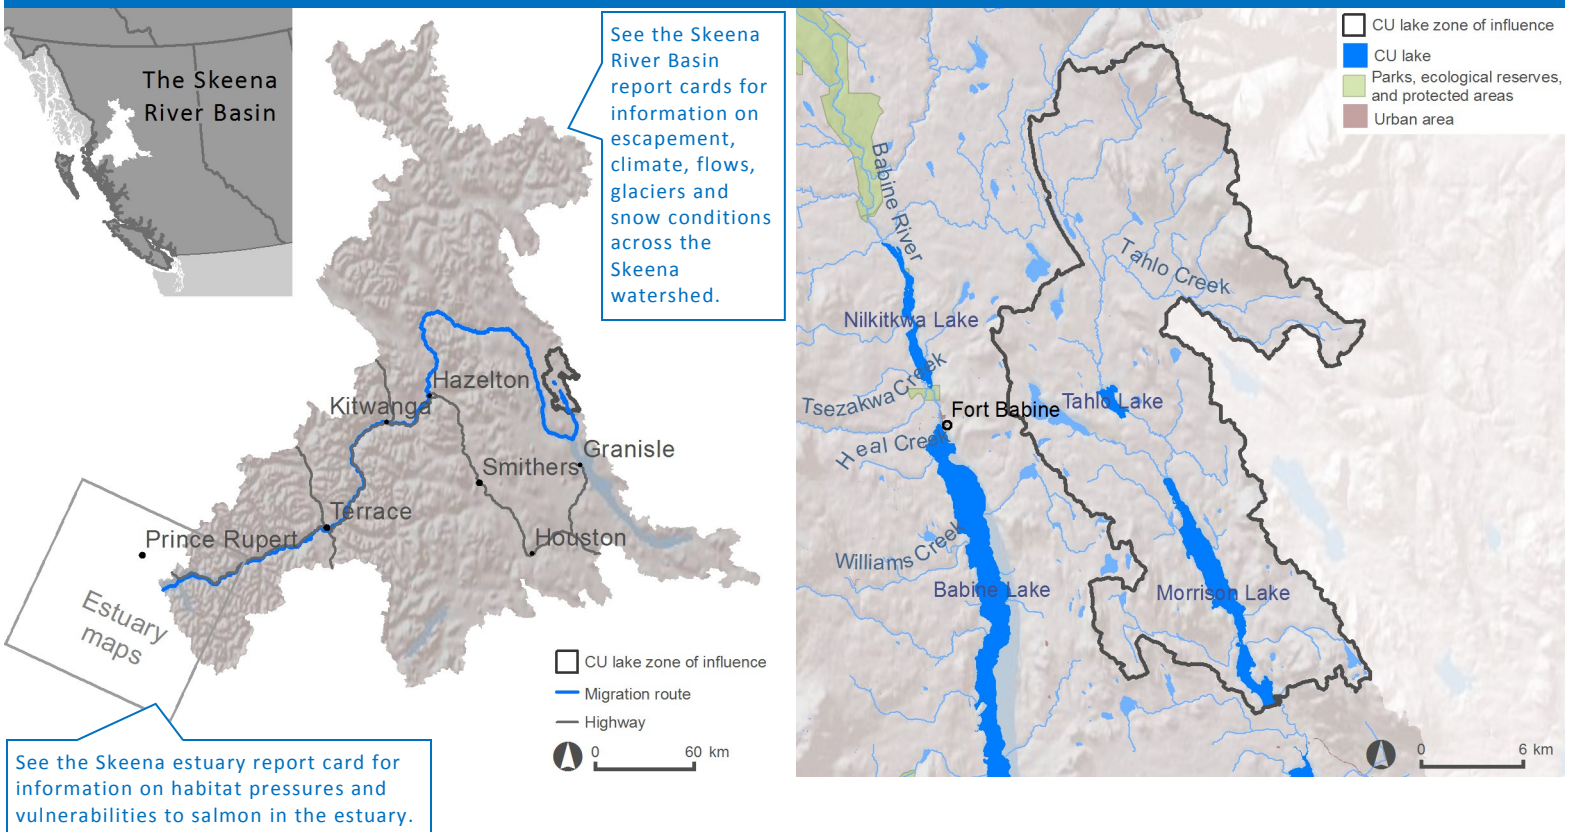 The Skeena
River Basin
See the Skeena
River Basin
report cards for
information on
escapement,
climate, flows,
glaciers and
snow conditions
across the
Skeena
watershed.
Hazelton
Kitwanga
Granisle
Smithers
Terrace
Houston
Prince Rupert
Estuary
maps
CU lake zone of influence
Migration route
Highway
0 60 km
See the Skeena estuary report card for
information on habitat pressures and
vulnerabilities to salmon in the estuary.
CU lake zone of influence
CU lake
Parks, ecological reserves,
and protected areas
Urban area
Babine River
Tahlo Creek
Nilkitkwa Lake
Tsezakwa Creek
Fort Babine
Tahlo Lake
Heal Creek
Williams Creek
Babine Lake
Morrison Lake
0 6 km